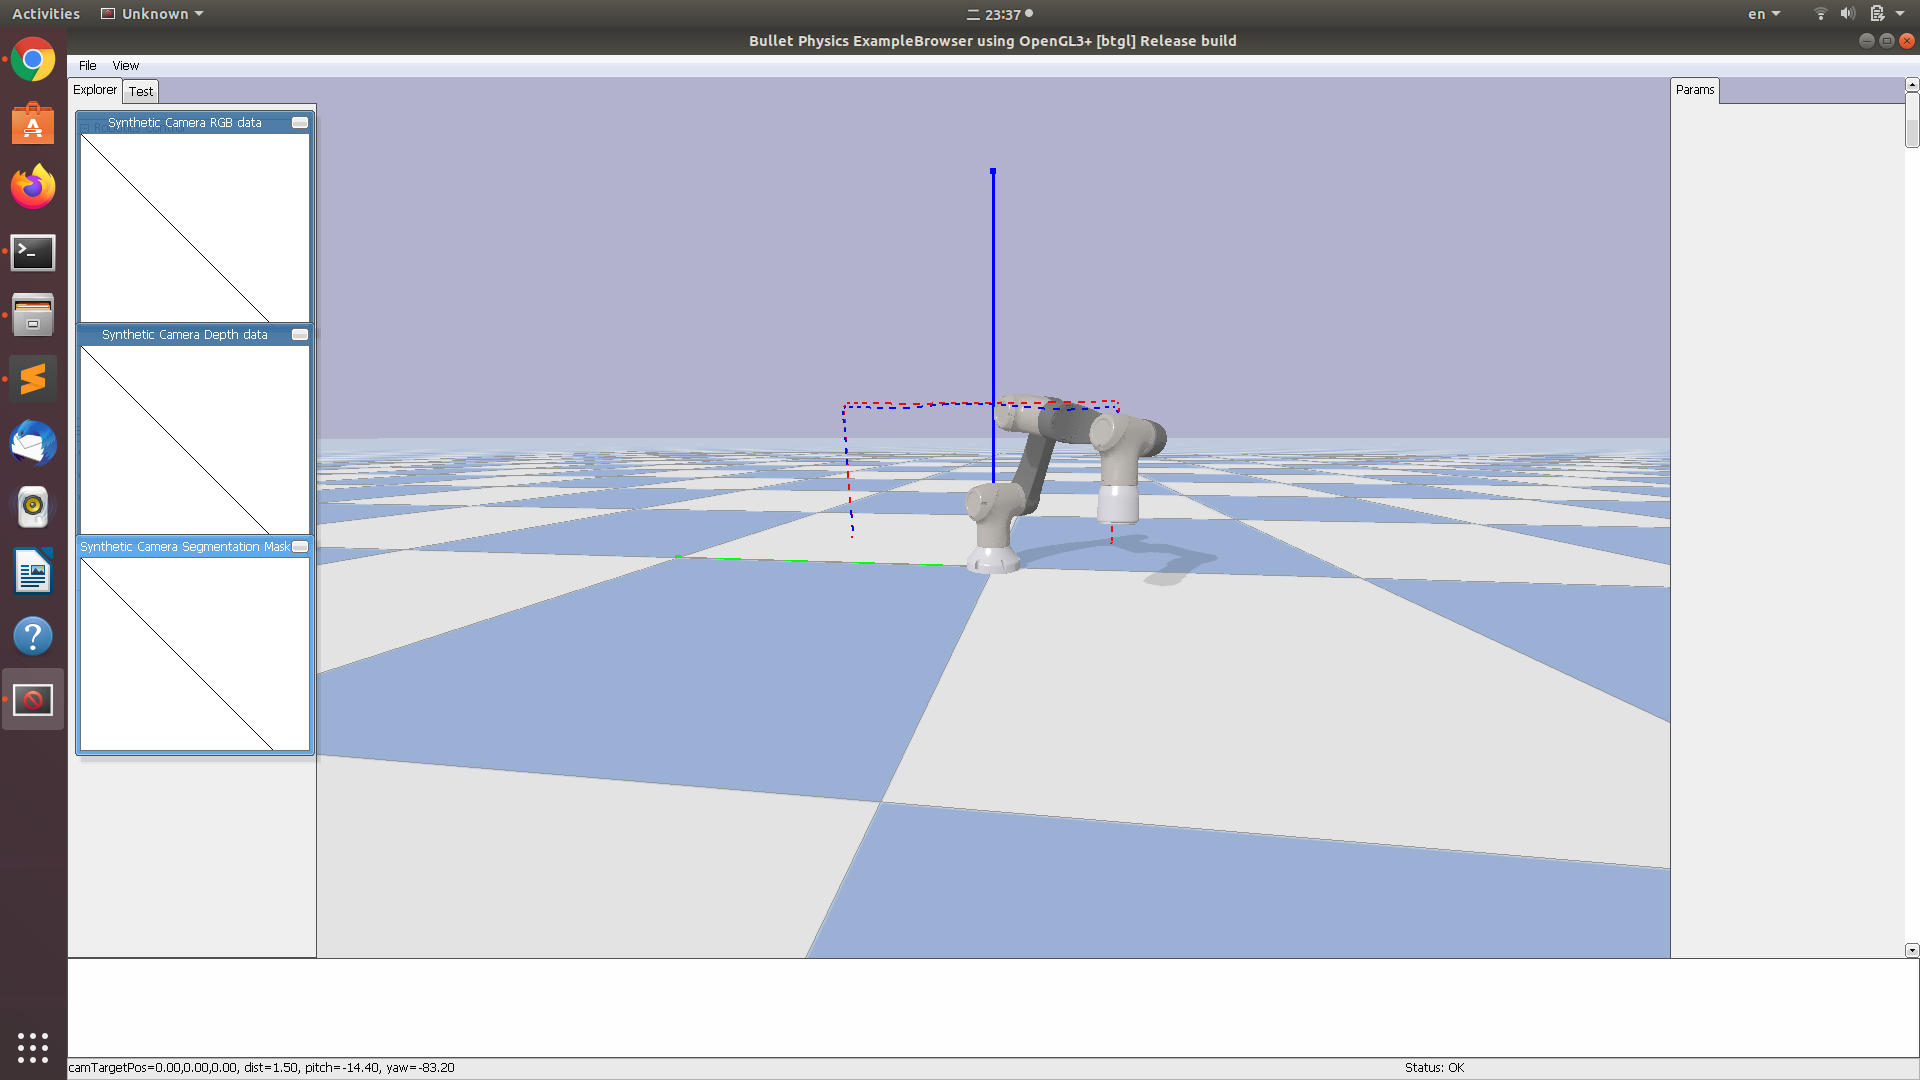 Activities Unknown 二 23:37 en
Bullet Physics ExampleBrowser using OpenGL3+ [btgl] Release build
File View
Explorer Test Params
Synthetic Camera RGB data
Synthetic Camera Depth data
Synthetic Camera Segmentation Mask
camTargetPos=0.00,0.00,0.00, dist=1.50, pitch=-14.40, yaw=-83.20 Status: OK